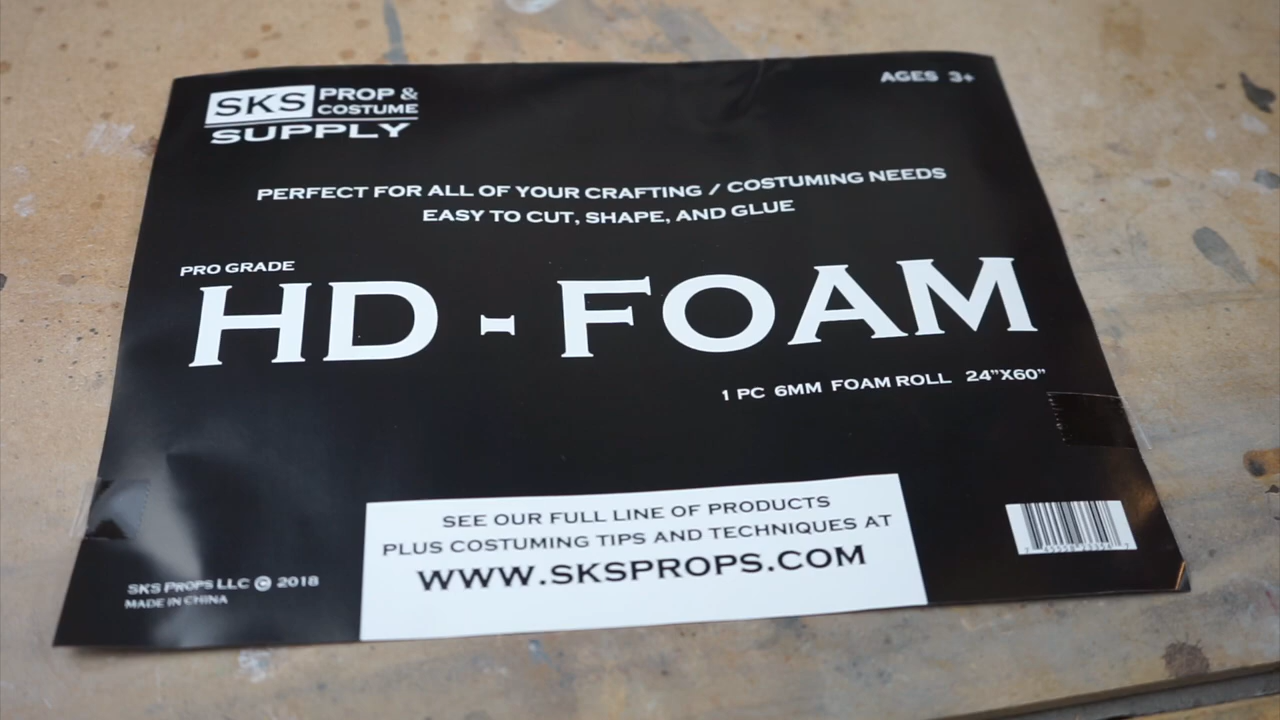 SKS PROP &
COSTUME
SUPPLY
AGES 3+
PERFECT FOR ALL OF YOUR CRAFTING / COSTUMING NEEDS
EASY TO CUT, SHAPE, AND GLUE
PRO GRADE
HD - FOAM
1 PC 6MM FOAM ROLL 24”X60”
SEE OUR FULL LINE OF PRODUCTS
PLUS COSTUMING TIPS AND TECHNIQUES AT
WWW.SKSPROPS.COM
SKS PROPS LLC © 2018
MADE IN CHINA